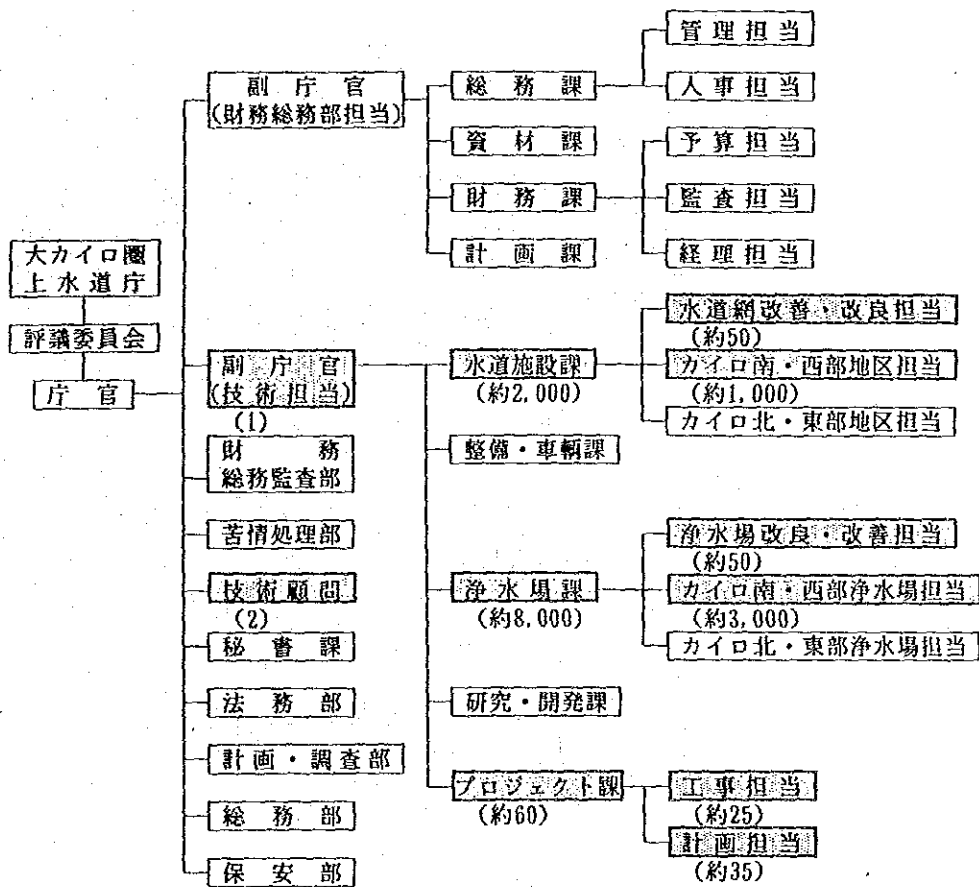 大カイロ圏
上水道庁
評議委員会
庁官
副庁官
(財務総務部担当)
総務課
管理担当
人事担当
資材課
財務課
予算担当
監査担当
経理担当
計画課
副庁官
(技術担当)
(1)
水道施設課
(約2,000)
水道網改善・改良担当
(約50)
カイロ南・西部地区担当
(約1,000)
カイロ北・東部地区担当
整備・車輌課
浄水場課
(約8,000)
浄水場改良・改善担当
(約50)
カイロ南・西部浄水場担当
(約3,000)
カイロ北・東部浄水場担当
研究・開発課
プロジェクト課
(約60)
工事担当
(約25)
計画担当
(約35)
財務
総務監査部
苦情処理部
技術顧問
(2)
秘書課
法務部
計画・調査部
総務部
保安部